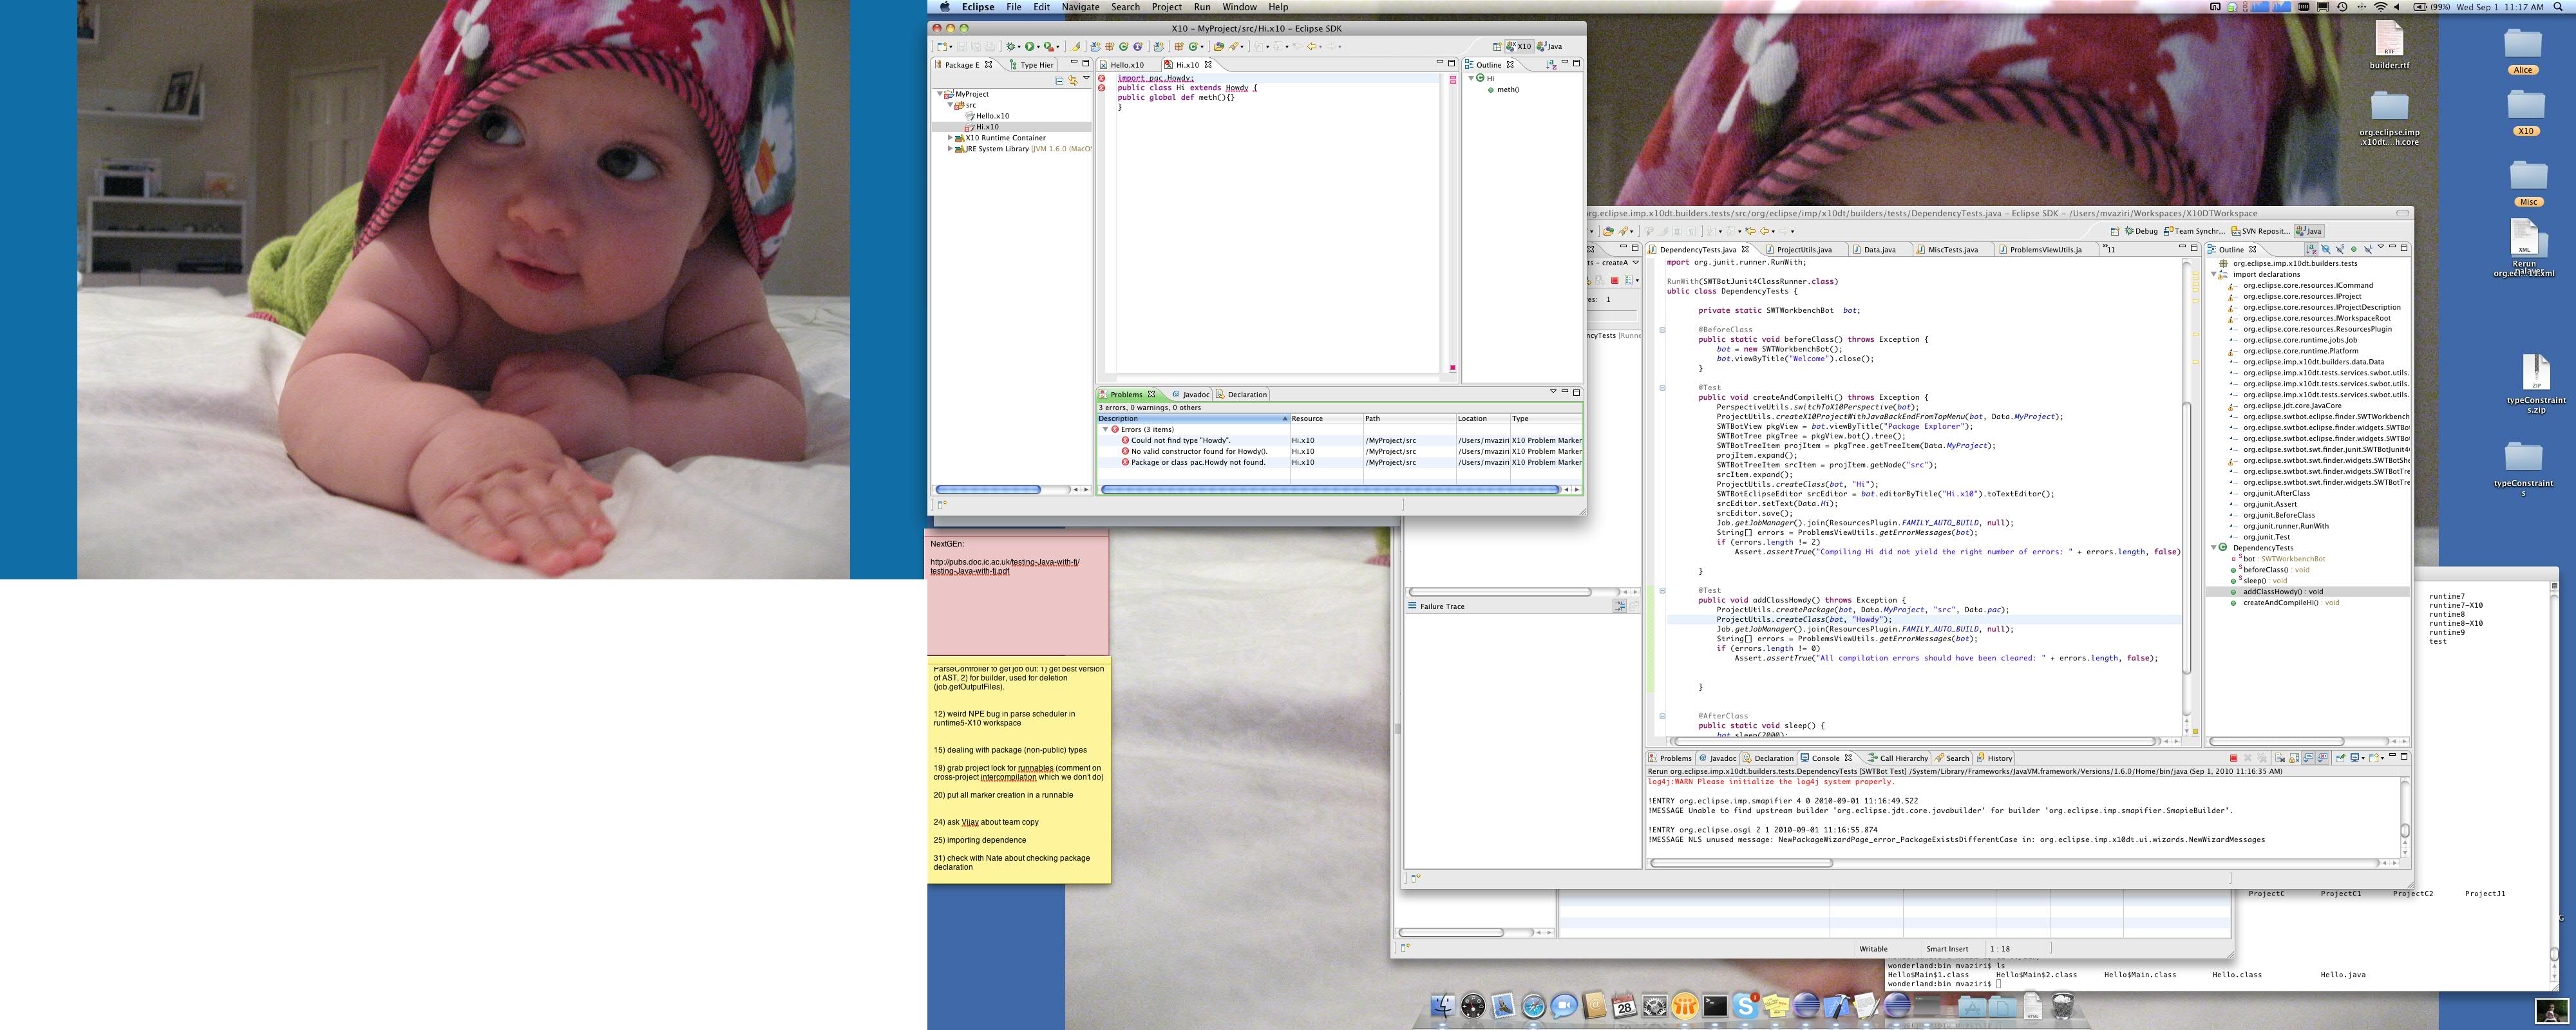 Eclipse File Edit Navigate Search Project Run Window Help
(99%) Wed Sep 1 11:17 AM
X10 - MyProject/src/Hi.x10 - Eclipse SDK
X10 Java
Package E Type Hier
MyProject
src
Hello.x10
Hi.x10
X10 Runtime Container
JRE System Library [JVM 1.6.0 (MacOS
Hello.x10 Hi.x10
import pac.Howdy;
public class Hi extends Howdy {
public global def meth(){}
}
Outline
Hi
meth()
Problems Javadoc Declaration
3 errors, 0 warnings, 0 others
Description Resource Path Location Type
Errors (3 items)
Could not find type "Howdy". Hi.x10 /MyProject/src /Users/mvaziri X10 Problem Marker
No valid constructor found for Howdy(). Hi.x10 /MyProject/src /Users/mvaziri X10 Problem Marker
Package or class pac.Howdy not found. Hi.x10 /MyProject/src /Users/mvaziri X10 Problem Marker
NextGEn:
http://pubs.doc.ic.ac.uk/testing-Java-with-fj/
testing-Java-with-fj.pdf
ParseController to get job out: 1) get best version
of AST, 2) for builder, used for deletion
(job.getOutputFiles).
12) weird NPE bug in parse scheduler in
runtime5-X10 workspace
15) dealing with package (non-public) types
19) grab project lock for runnables (comment on
cross-project intercompilation which we don't do)
20) put all marker creation in a runnable
24) ask Vijay about team copy
25) importing dependence
31) check with Nate about checking package
declaration
org.eclipse.imp.x10dt.builders.tests/src/org/eclipse/imp/x10dt/builders/tests/DependencyTests.java - Eclipse SDK - /Users/mvaziri/Workspaces/X10DTWorkspace
Debug Team Synchr... SVN Reposit... Java
ts - createA
res: 1
ncyTests [Runne
Failure Trace
DependencyTests.java ProjectUtils.java Data.java MiscTests.java ProblemsViewUtils.ja »11
mport org.junit.runner.RunWith;
RunWith(SWTBotJunit4ClassRunner.class)
ublic class DependencyTests {
private static SWTWorkbenchBot bot;
@BeforeClass
public static void beforeClass() throws Exception {
bot = new SWTWorkbenchBot();
bot.viewByTitle("Welcome").close();
}
@Test
public void createAndCompileHi() throws Exception {
PerspectiveUtils.switchToX10Perspective(bot);
ProjectUtils.createX10ProjectWithJavaBackEndFromTopMenu(bot, Data.MyProject);
SWTBotView pkgView = bot.viewByTitle("Package Explorer");
SWTBotTree pkgTree = pkgView.bot().tree();
SWTBotTreeItem projItem = pkgTree.getTreeItem(Data.MyProject);
projItem.expand();
SWTBotTreeItem srcItem = projItem.getNode("src");
srcItem.expand();
ProjectUtils.createClass(bot, "Hi");
SWTBotEclipseEditor srcEditor = bot.editorByTitle("Hi.x10").toTextEditor();
srcEditor.setText(Data.Hi);
srcEditor.save();
Job.getJobManager().join(ResourcesPlugin.FAMILY_AUTO_BUILD, null);
String[] errors = ProblemsViewUtils.getErrorMessages(bot);
if (errors.length != 2)
Assert.assertTrue("Compiling Hi did not yield the right number of errors: " + errors.length, false)
}
@Test
public void addClassHowdy() throws Exception {
ProjectUtils.createPackage(bot, Data.MyProject, "src", Data.pac);
ProjectUtils.createClass(bot, "Howdy");
Job.getJobManager().join(ResourcesPlugin.FAMILY_AUTO_BUILD, null);
String[] errors = ProblemsViewUtils.getErrorMessages(bot);
if (errors.length != 0)
Assert.assertTrue("All compilation errors should have been cleared: " + errors.length, false);
}
@AfterClass
public static void sleep() {
bot.sleep(2000);
Outline
org.eclipse.imp.x10dt.builders.tests
import declarations
org.eclipse.core.resources.ICommand
org.eclipse.core.resources.IProject
org.eclipse.core.resources.IProjectDescription
org.eclipse.core.resources.IWorkspaceRoot
org.eclipse.core.resources.ResourcesPlugin
org.eclipse.core.runtime.jobs.Job
org.eclipse.core.runtime.Platform
org.eclipse.imp.x10dt.builders.data.Data
org.eclipse.imp.x10dt.tests.services.swbot.utils.
org.eclipse.imp.x10dt.tests.services.swbot.utils.
org.eclipse.imp.x10dt.tests.services.swbot.utils.
org.eclipse.jdt.core.JavaCore
org.eclipse.swtbot.eclipse.finder.SWTWorkbench
org.eclipse.swtbot.eclipse.finder.widgets.SWTBo
org.eclipse.swtbot.eclipse.finder.widgets.SWTBo
org.eclipse.swtbot.swt.finder.junit.SWTBotJunit4
org.eclipse.swtbot.swt.finder.widgets.SWTBotShe
org.eclipse.swtbot.swt.finder.widgets.SWTBotTre
org.eclipse.swtbot.swt.finder.widgets.SWTBotTre
org.junit.AfterClass
org.junit.Assert
org.junit.BeforeClass
org.junit.runner.RunWith
org.junit.Test
DependencyTests
bot : SWTWorkbenchBot
beforeClass() : void
sleep() : void
addClassHowdy() : void
createAndCompileHi() : void
Problems Javadoc Declaration Console Call Hierarchy Search History
Rerun org.eclipse.imp.x10dt.builders.tests.DependencyTests [SWTBot Test] /System/Library/Frameworks/JavaVM.framework/Versions/1.6.0/Home/bin/java (Sep 1, 2010 11:16:35 AM)
log4j:WARN Please initialize the log4j system properly.
!ENTRY org.eclipse.imp.smapifier 4 0 2010-09-01 11:16:49.522
!MESSAGE Unable to find upstream builder 'org.eclipse.jdt.core.javabuilder' for builder 'org.eclipse.imp.smapifier.SmapieBuilder'.
!ENTRY org.eclipse.osgi 2 1 2010-09-01 11:16:55.874
!MESSAGE NLS unused message: NewPackageWizardPage_error_PackageExistsDifferentCase in: org.eclipse.imp.x10dt.ui.wizards.NewWizardMessages
Writable Smart Insert 1 : 18
runtime7
runtime7-X10
runtime8
runtime8-X10
runtime9
test
ProjectC ProjectC1 ProjectC2 ProjectJ1
wonderland:bin mvaziri$ ls
Hello$Main$1.class Hello$Main$2.class Hello$Main.class Hello.class Hello.java
wonderland:bin mvaziri$
RTF
builder.rtf
org.eclipse.imp
.x10dt....h.core
Alice
X10
Misc
XML
Rerun
ZIP
typeConstraint
s.zip
typeConstraint
s
28
HTML